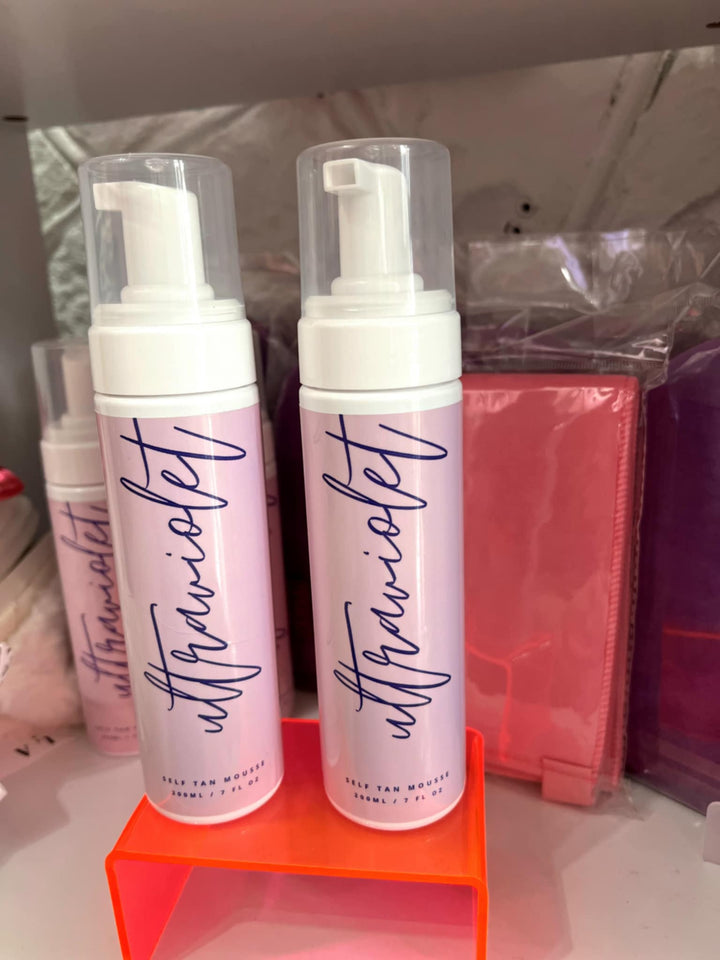 ultraviolet
SELF TAN MOUSSE
200ML / 7 FL OZ
ultraviolet
SELF TAN MOUSSE
200ML / 7 FL OZ
ultraviolet